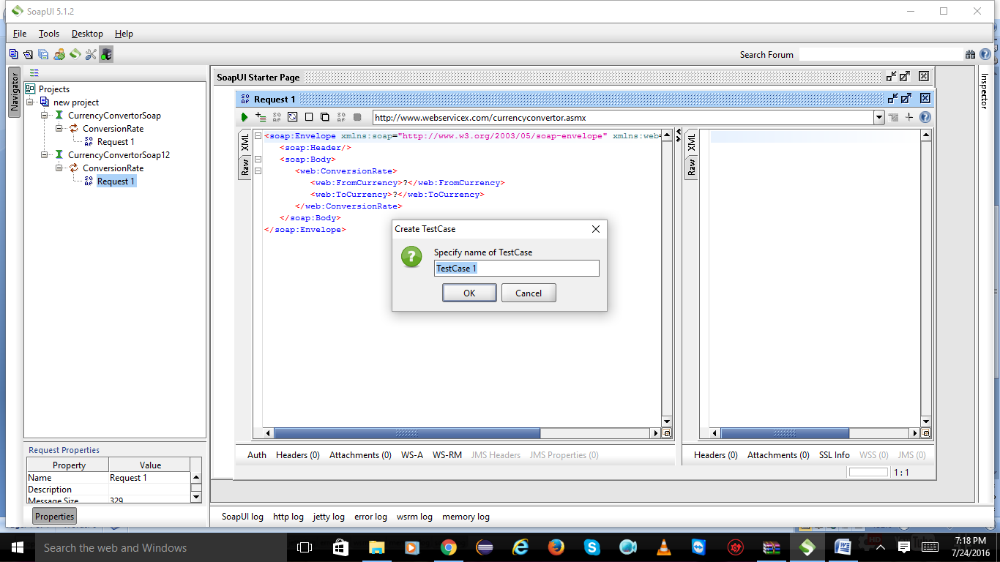 SoapUI 5.1.2
File Tools Desktop Help
Search Forum
Navigator
Projects
new project
CurrencyConvertorSoap
ConversionRate
Request 1
CurrencyConvertorSoap12
ConversionRate
Request 1
SoapUI Starter Page
Inspector
Request 1
http://www.webservicex.com/currencyconvertor.asmx
XML
Raw
<soap:Envelope xmlns:soap="http://www.w3.org/2003/05/soap-envelope" xmlns:web=
<soap:Header/>
<soap:Body>
<web:ConversionRate>
<web:FromCurrency>?</web:FromCurrency>
<web:ToCurrency>?</web:ToCurrency>
</web:ConversionRate>
</soap:Body>
</soap:Envelope>
XML
Raw
Create TestCase
Specify name of TestCase
TestCase 1
OK Cancel
Auth Headers (0) Attachments (0) WS-A WS-RM JMS Headers JMS Properties (0)
Headers (0) Attachments (0) SSL Info WSS (0) JMS (0)
1 : 1
Request Properties
Property Value
Name Request 1
Description
Message Size 329
Properties
SoapUI log http log jetty log error log wsrm log memory log
Search the web and Windows
7:18 PM
7/24/2016